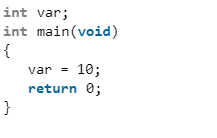 int var;
int main(void)
{
   var = 10;
   return 0;
}